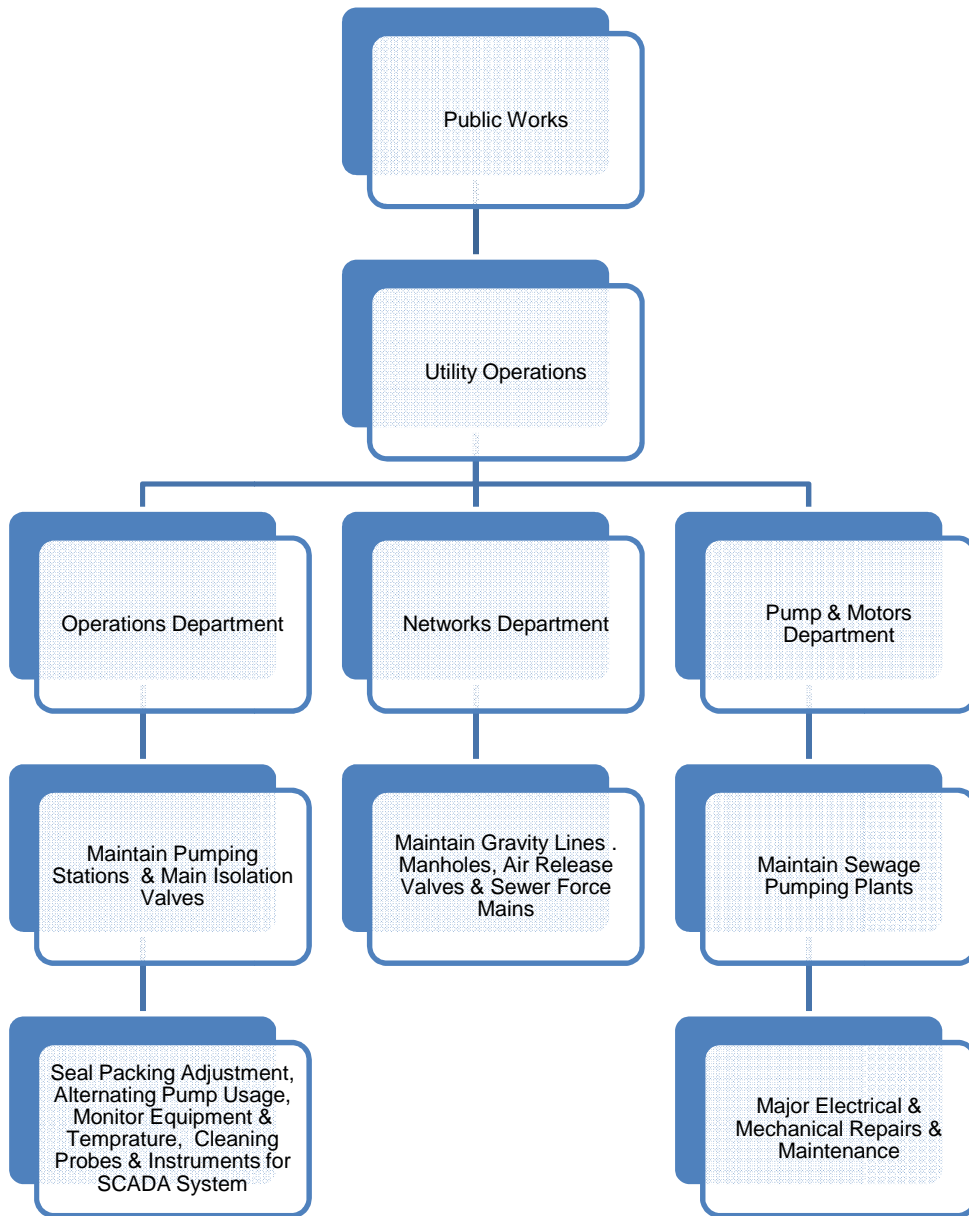 Public Works
Utility Operations
Operations Department
Networks Department
Pump & Motors
Department
Maintain Pumping
Stations  & Main Isolation
Valves
Maintain Gravity Lines .
Manholes, Air Release
Valves & Sewer Force
Mains
Maintain Sewage
Pumping Plants
Seal Packing Adjustment,
Alternating Pump Usage,
Monitor Equipment &
Temprature,  Cleaning
Probes & Instruments for
SCADA System
Major Electrical &
Mechanical Repairs &
Maintenance